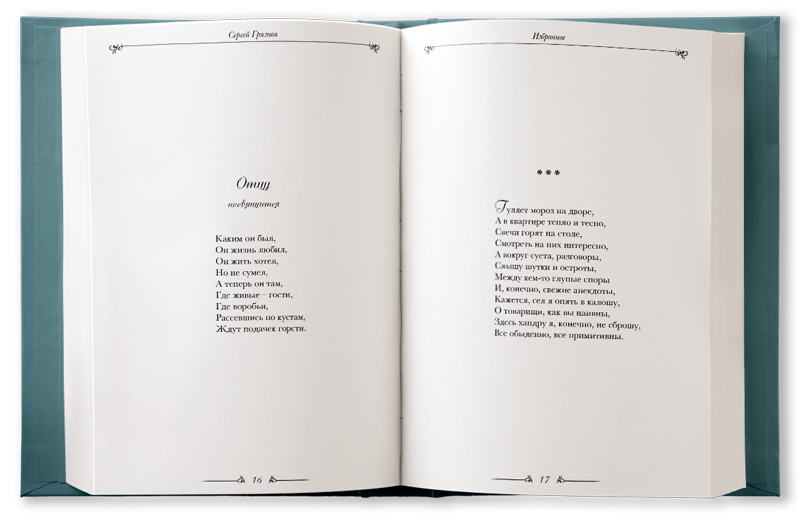 Сергей Грязнов
Отцу
посвящается
Каким он был,
Он жизнь любил,
Он жить хотел,
Но не сумел,
А теперь он там,
Где живые – гости,
Где воробьи,
Рассевшись по кустам,
Ждут подачек горсти.
16
Избранное
***
Гуляет мороз на дворе,
А в квартире тепло и тесно,
Свечи горят на столе,
Смотреть на них интересно,
А вокруг суета, разговоры,
Слышу шутки и остроты,
Между кем-то глупые споры
И, конечно, свежие анекдоты,
Кажется, сел я опять в калошу,
О товарищи, как вы наивны,
Здесь хандру я, конечно, не сброшу,
Все обыденно, все примитивны.
17